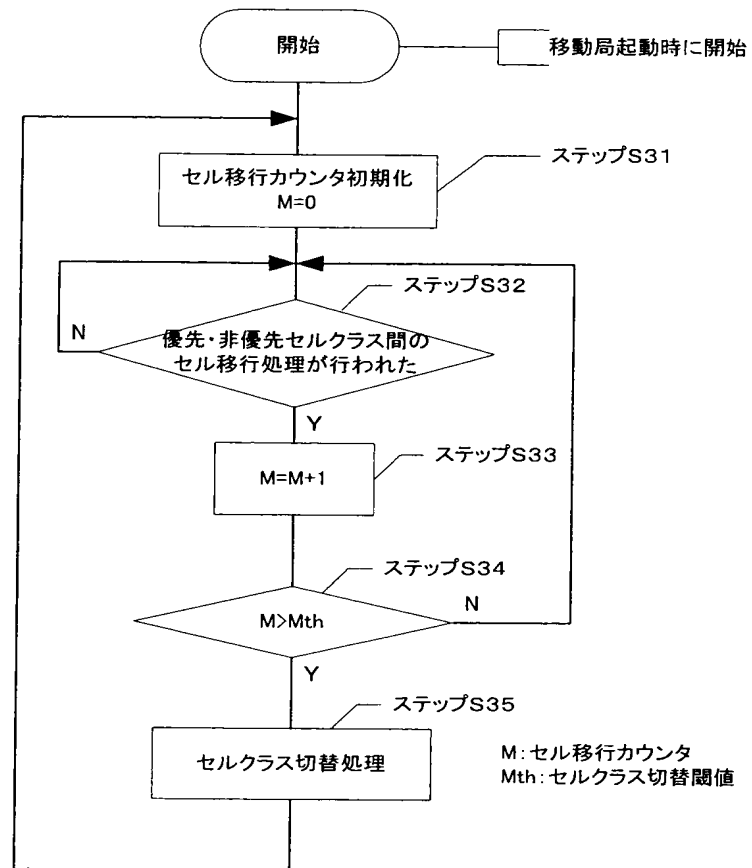 開始
移動局起動時に開始
セル移行カウンタ初期化
M=0
ステップS31
ステップS32
優先・非優先セルクラス間の
セル移行処理が行われた
N
Y
ステップS33
M=M+1
ステップS34
M>Mth
N
Y
ステップS35
セルクラス切替処理
M:セル移行カウンタ
Mth:セルクラス切替閾値